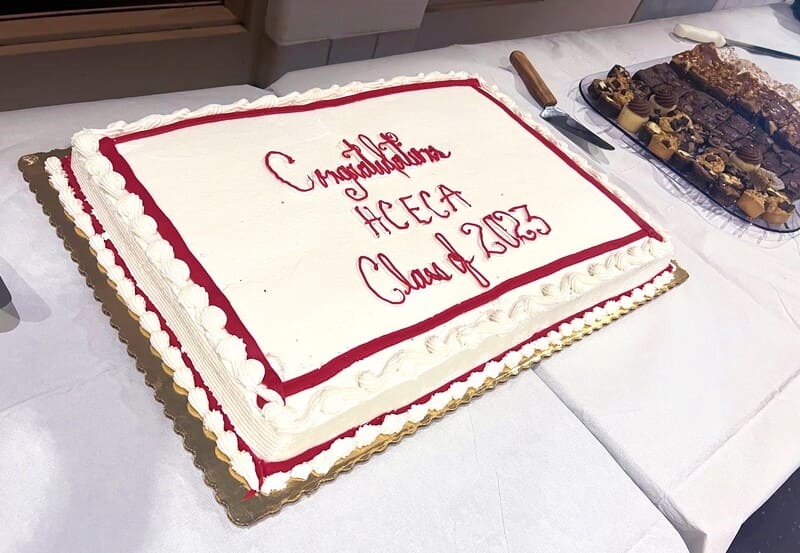 Congratulations
HCECA
Class of 2023